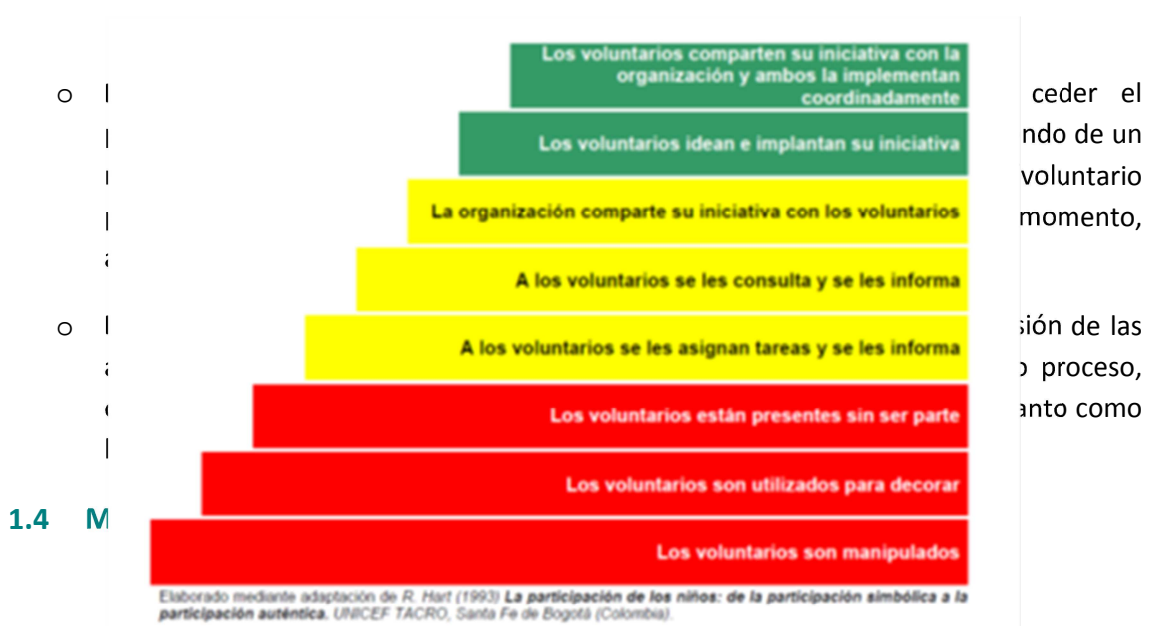 Los voluntarios comparten su iniciativa con la
organización y ambos la implementan
coordinadamente
Los voluntarios idean e implantan su iniciativa
La organización comparte su iniciativa con los voluntarios
A los voluntarios se les consulta y se les informa
A los voluntarios se les asignan tareas y se les informa
Los voluntarios están presentes sin ser parte
Los voluntarios son utilizados para decorar
Los voluntarios son manipulados
Elaborado mediante adaptación de R. Hart (1993) La participación de los niños: de la participación simbólica a la
participación auténtica. UNICEF TACRO, Santa Fe de Bogotá (Colombia).
ceder el
de un
voluntario
momento,
de las
proceso,
como
1.4 M